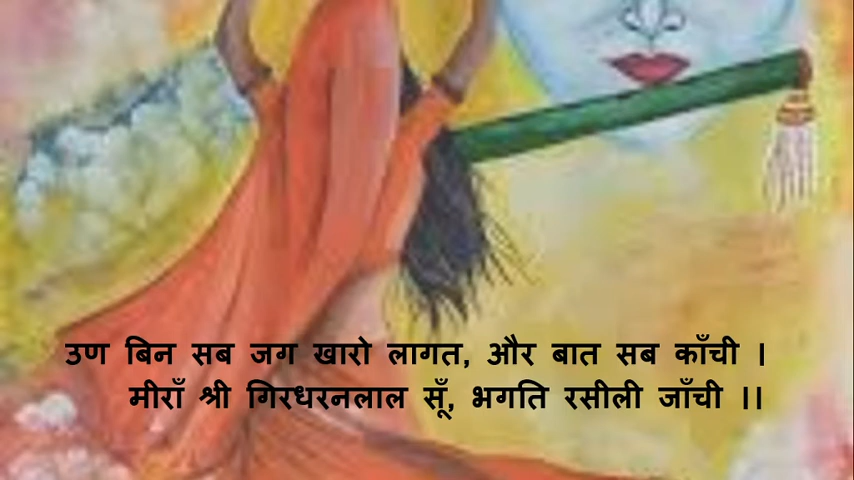 उण बिन सब जग खारो लागत, और बात सब काँची ।
मीराँ श्री गिरधरनलाल सूँ, भगति रसीली जाँची ।।